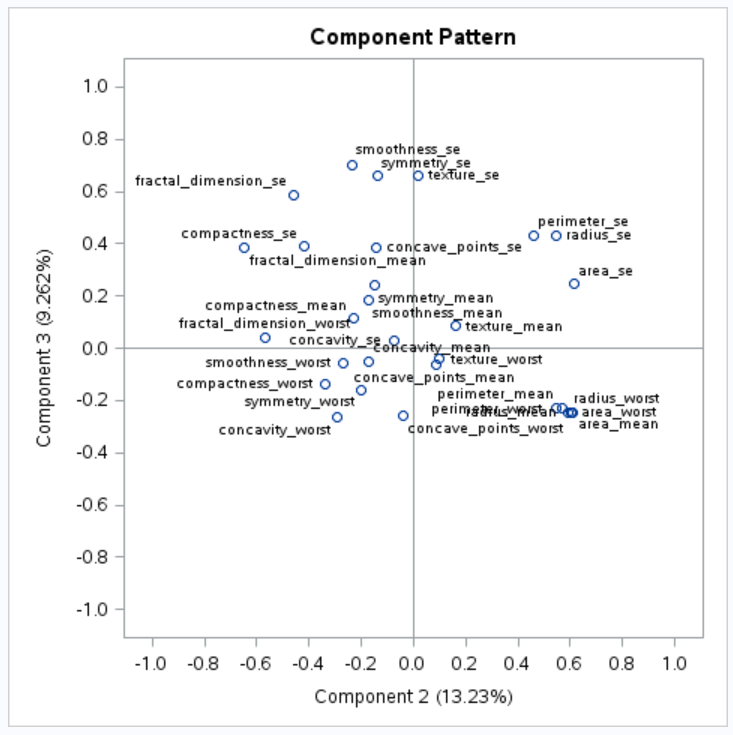 Component Pattern
1.0
0.8
0.6
0.4
0.2
0.0
-0.2
-0.4
-0.6
-0.8
-1.0
Component 3 (9.262%)
smoothness_se
symmetry_se
texture_se
fractal_dimension_se
perimeter_se
radius_se
compactness_se
concave_points_se
fractal_dimension_mean
area_se
symmetry_mean
compactness_mean
smoothness_mean
fractal_dimension_worst
texture_mean
concavity_se
concavity_mean
texture_worst
smoothness_worst
concave_points_mean
compactness_worst
perimeter_mean
radius_worst
symmetry_worst
perimeter_worst
radius_mean
area_worst
area_mean
concavity_worst
concave_points_worst
-1.0 -0.8 -0.6 -0.4 -0.2 0.0 0.2 0.4 0.6 0.8 1.0
Component 2 (13.23%)